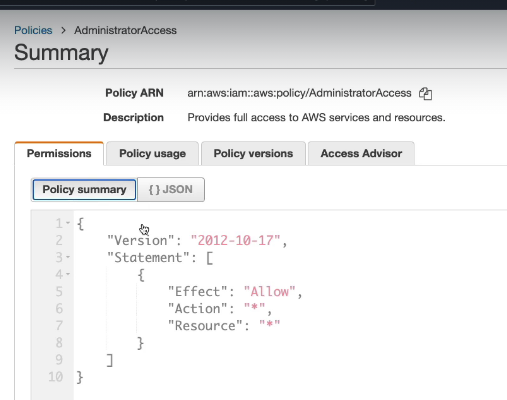 Policies > AdministratorAccess
Summary
Policy ARN arn:aws:iam::aws:policy/AdministratorAccess
Description Provides full access to AWS services and resources.
Permissions Policy usage Policy versions Access Advisor
Policy summary { } JSON
1 {
2 "Version": "2012-10-17",
3 "Statement": [
4 {
5 "Effect": "Allow",
6 "Action": "*",
7 "Resource": "*"
8 }
9 ]
10 }